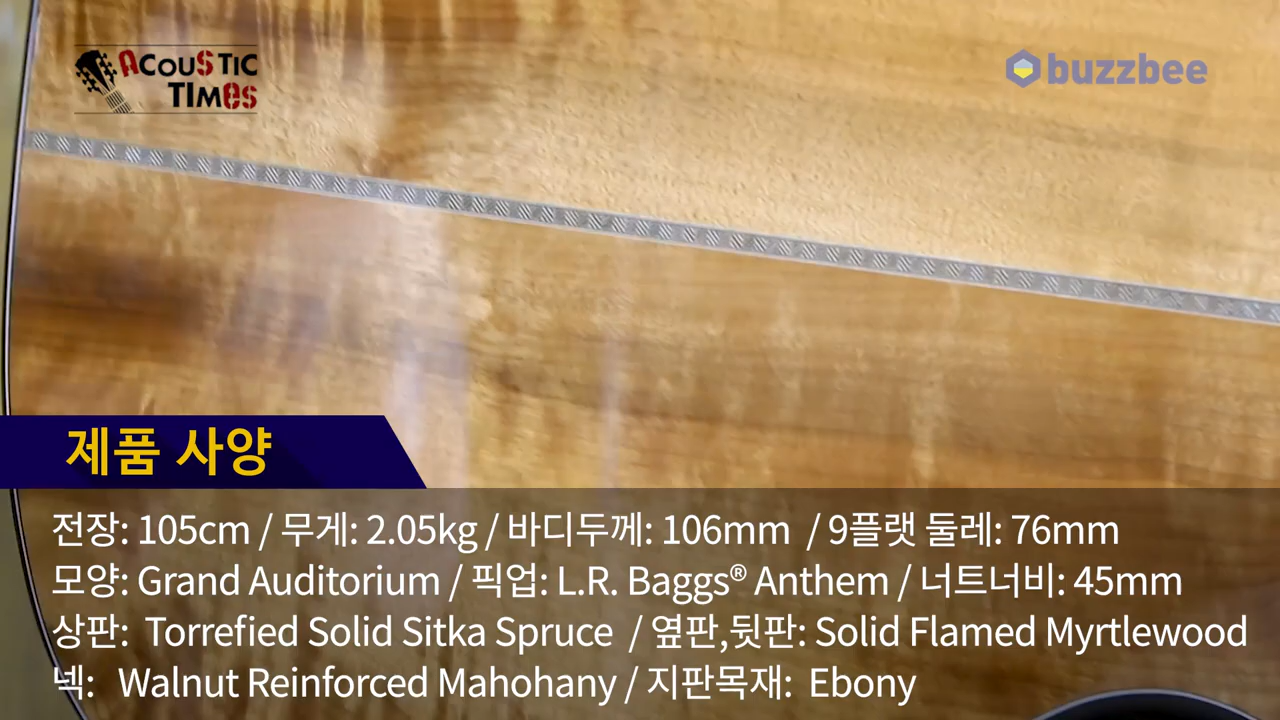 ACOUSTIC
TIMES
buzzbee
제품 사양
전장: 105cm / 무게: 2.05kg / 바디두께: 106mm / 9플랫 둘레: 76mm
모양: Grand Auditorium / 픽업: L.R. Baggs® Anthem / 너트너비: 45mm
상판: Torrefied Solid Sitka Spruce / 옆판,뒷판: Solid Flamed Myrtlewood
넥: Walnut Reinforced Mahohany / 지판목재: Ebony